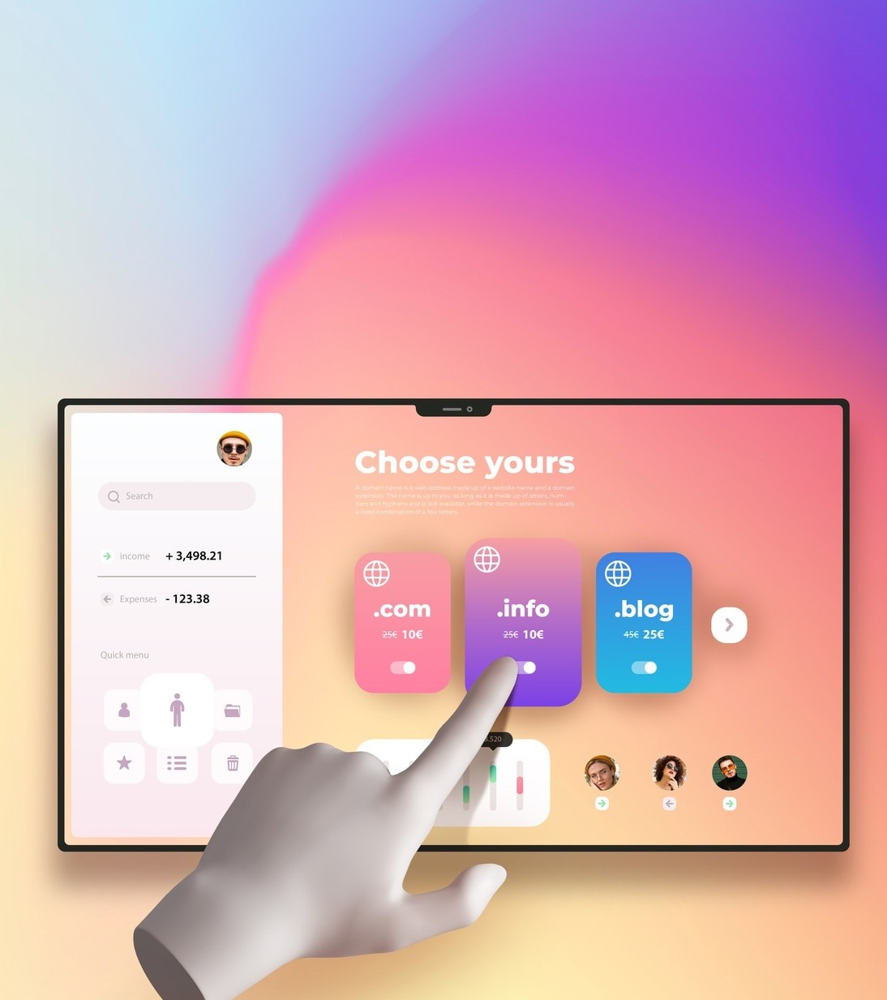 Search
income + 3,498.21
Expenses - 123.38
Quick menu
Choose yours
A domain name is a web address made up of a website name and a domain
extension. The name is up to you, as long as it is made up of letters, num-
bers and hyphens and is still available, while the domain extension is usually
a fixed combination of a few letters.
.com
25€ 10€
.info
25€ 10€
.blog
45€ 25€
.520